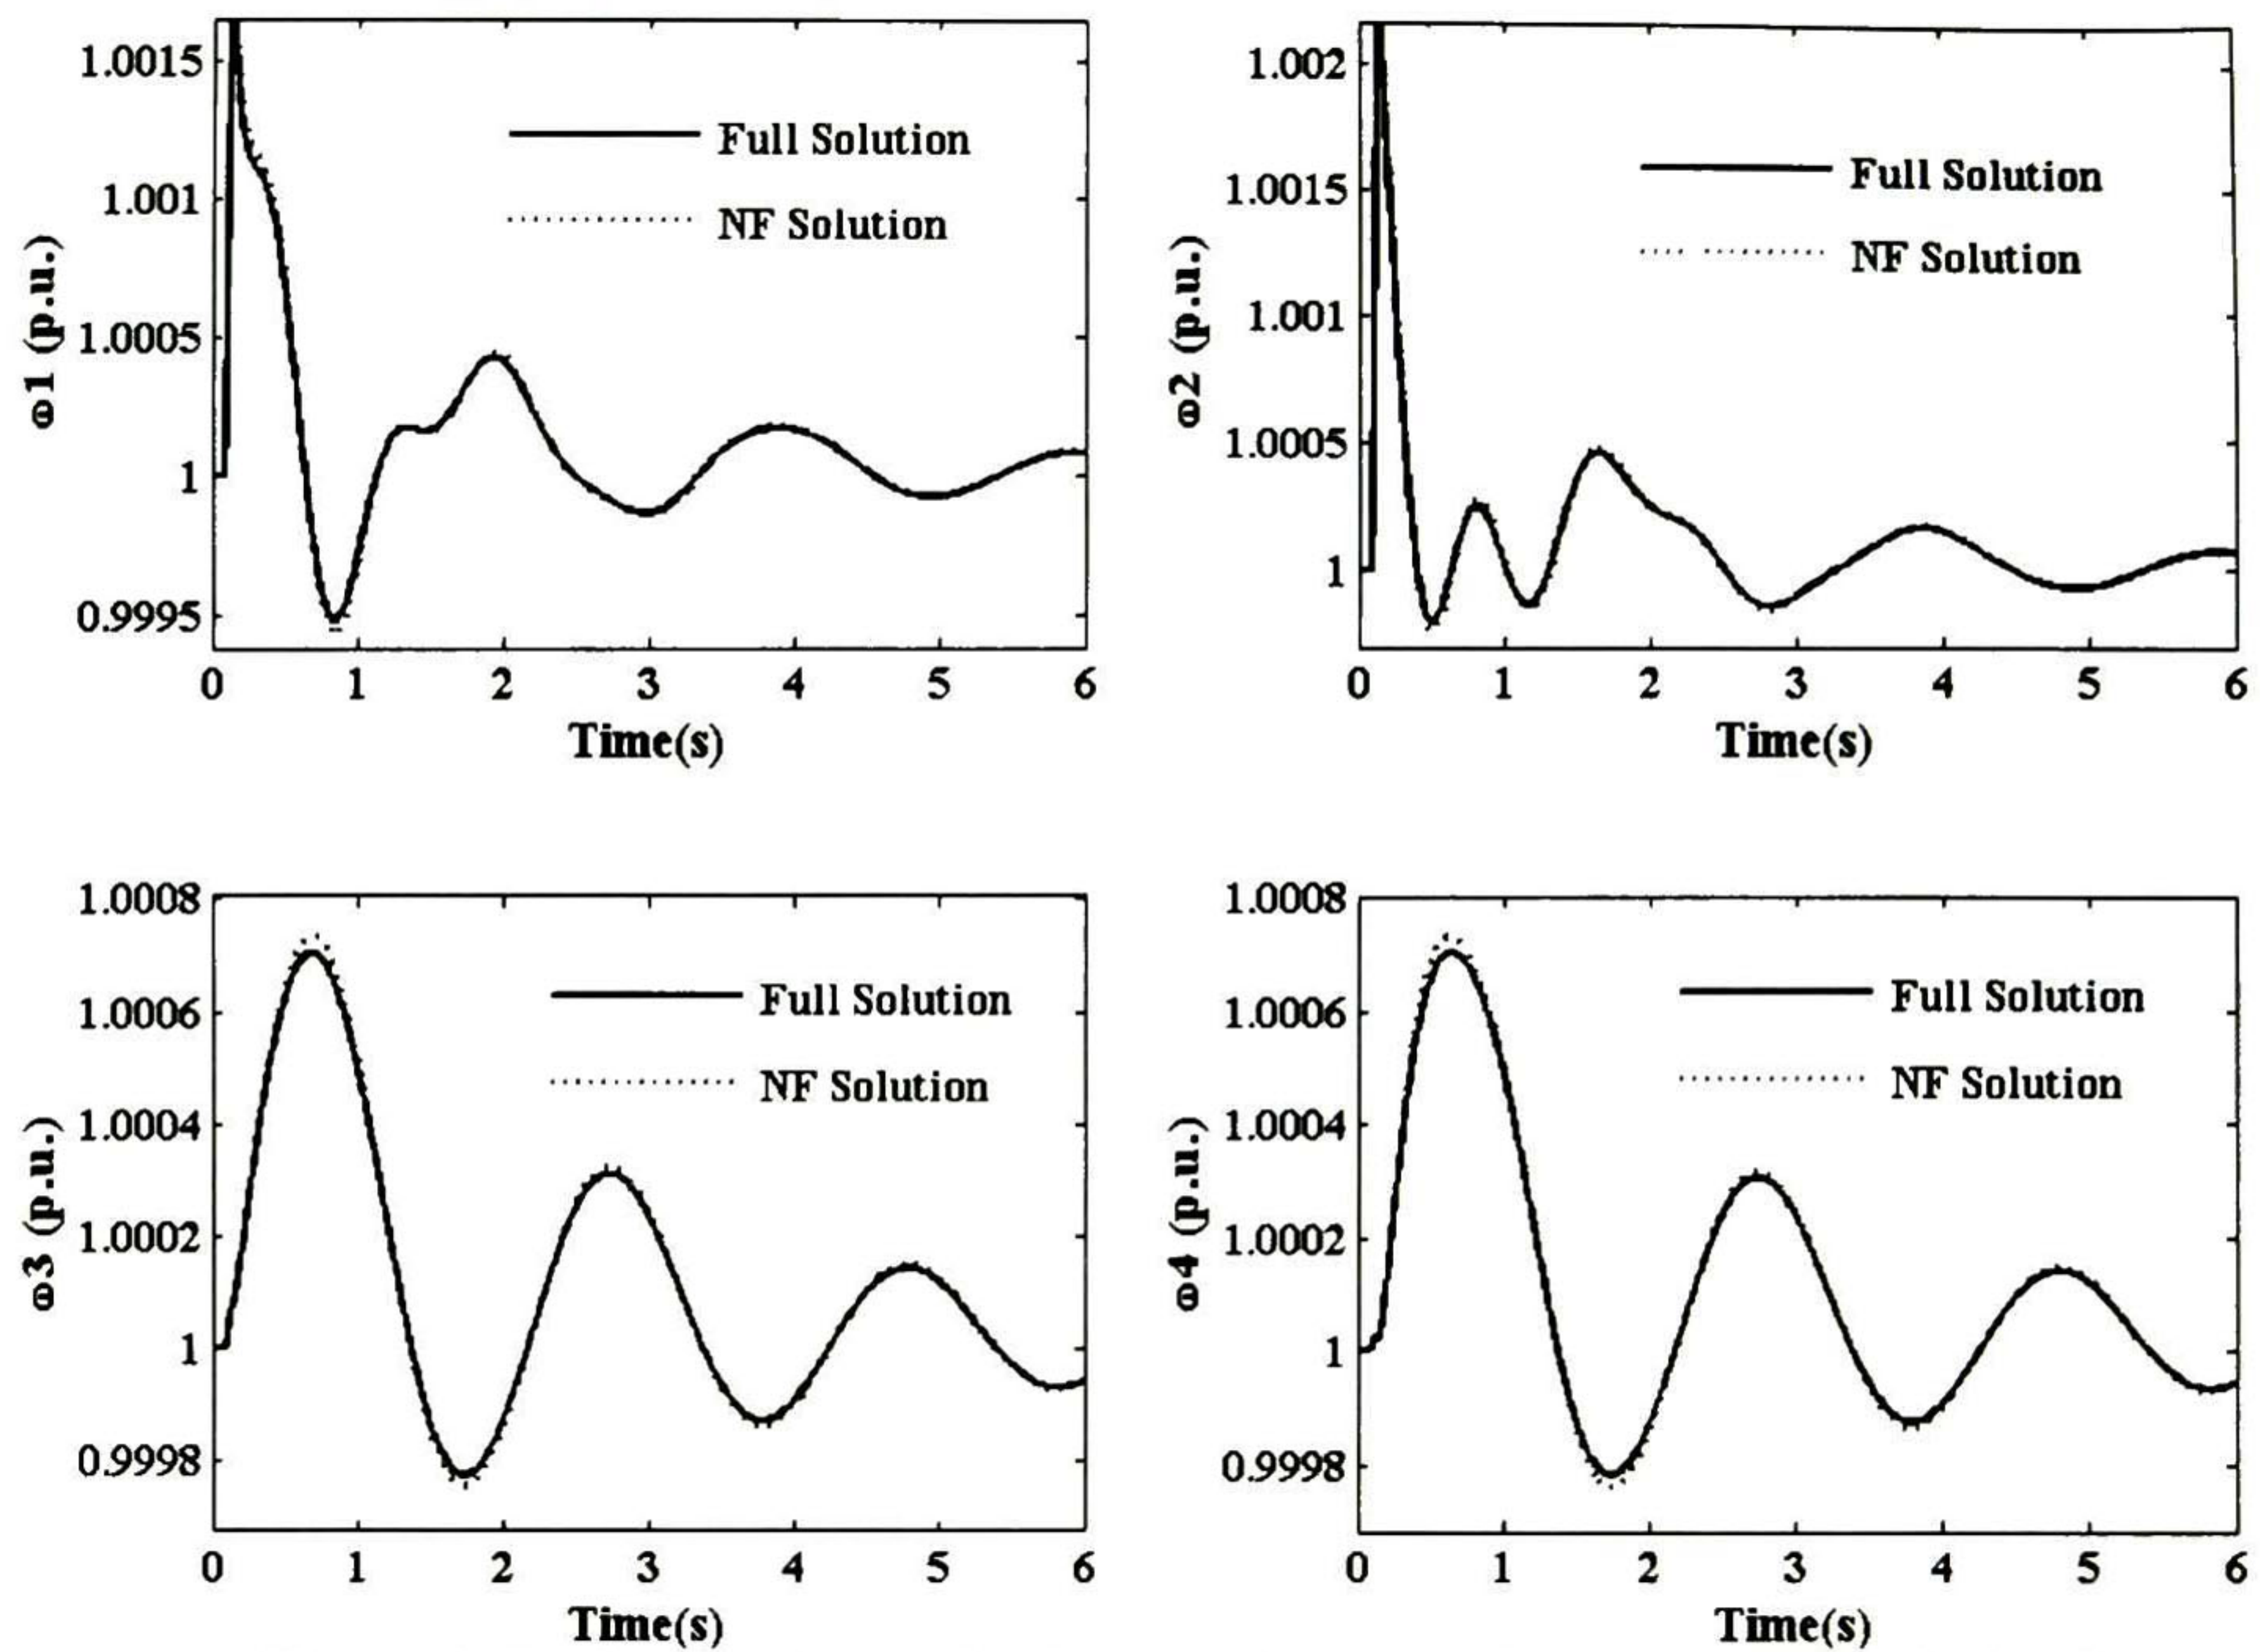 1.0015
1.001
1.0005
1
0.9995
ω1 (p.u.)
Full Solution
NF Solution
0 1 2 3 4 5 6
Time(s)
1.002
1.0015
1.001
1.0005
1
ω2 (p.u.)
Full Solution
NF Solution
0 1 2 3 4 5 6
Time(s)
1.0008
1.0006
1.0004
1.0002
1
0.9998
ω3 (p.u.)
Full Solution
NF Solution
0 1 2 3 4 5 6
Time(s)
1.0008
1.0006
1.0004
1.0002
1
0.9998
ω4 (p.u.)
Full Solution
NF Solution
0 1 2 3 4 5 6
Time(s)